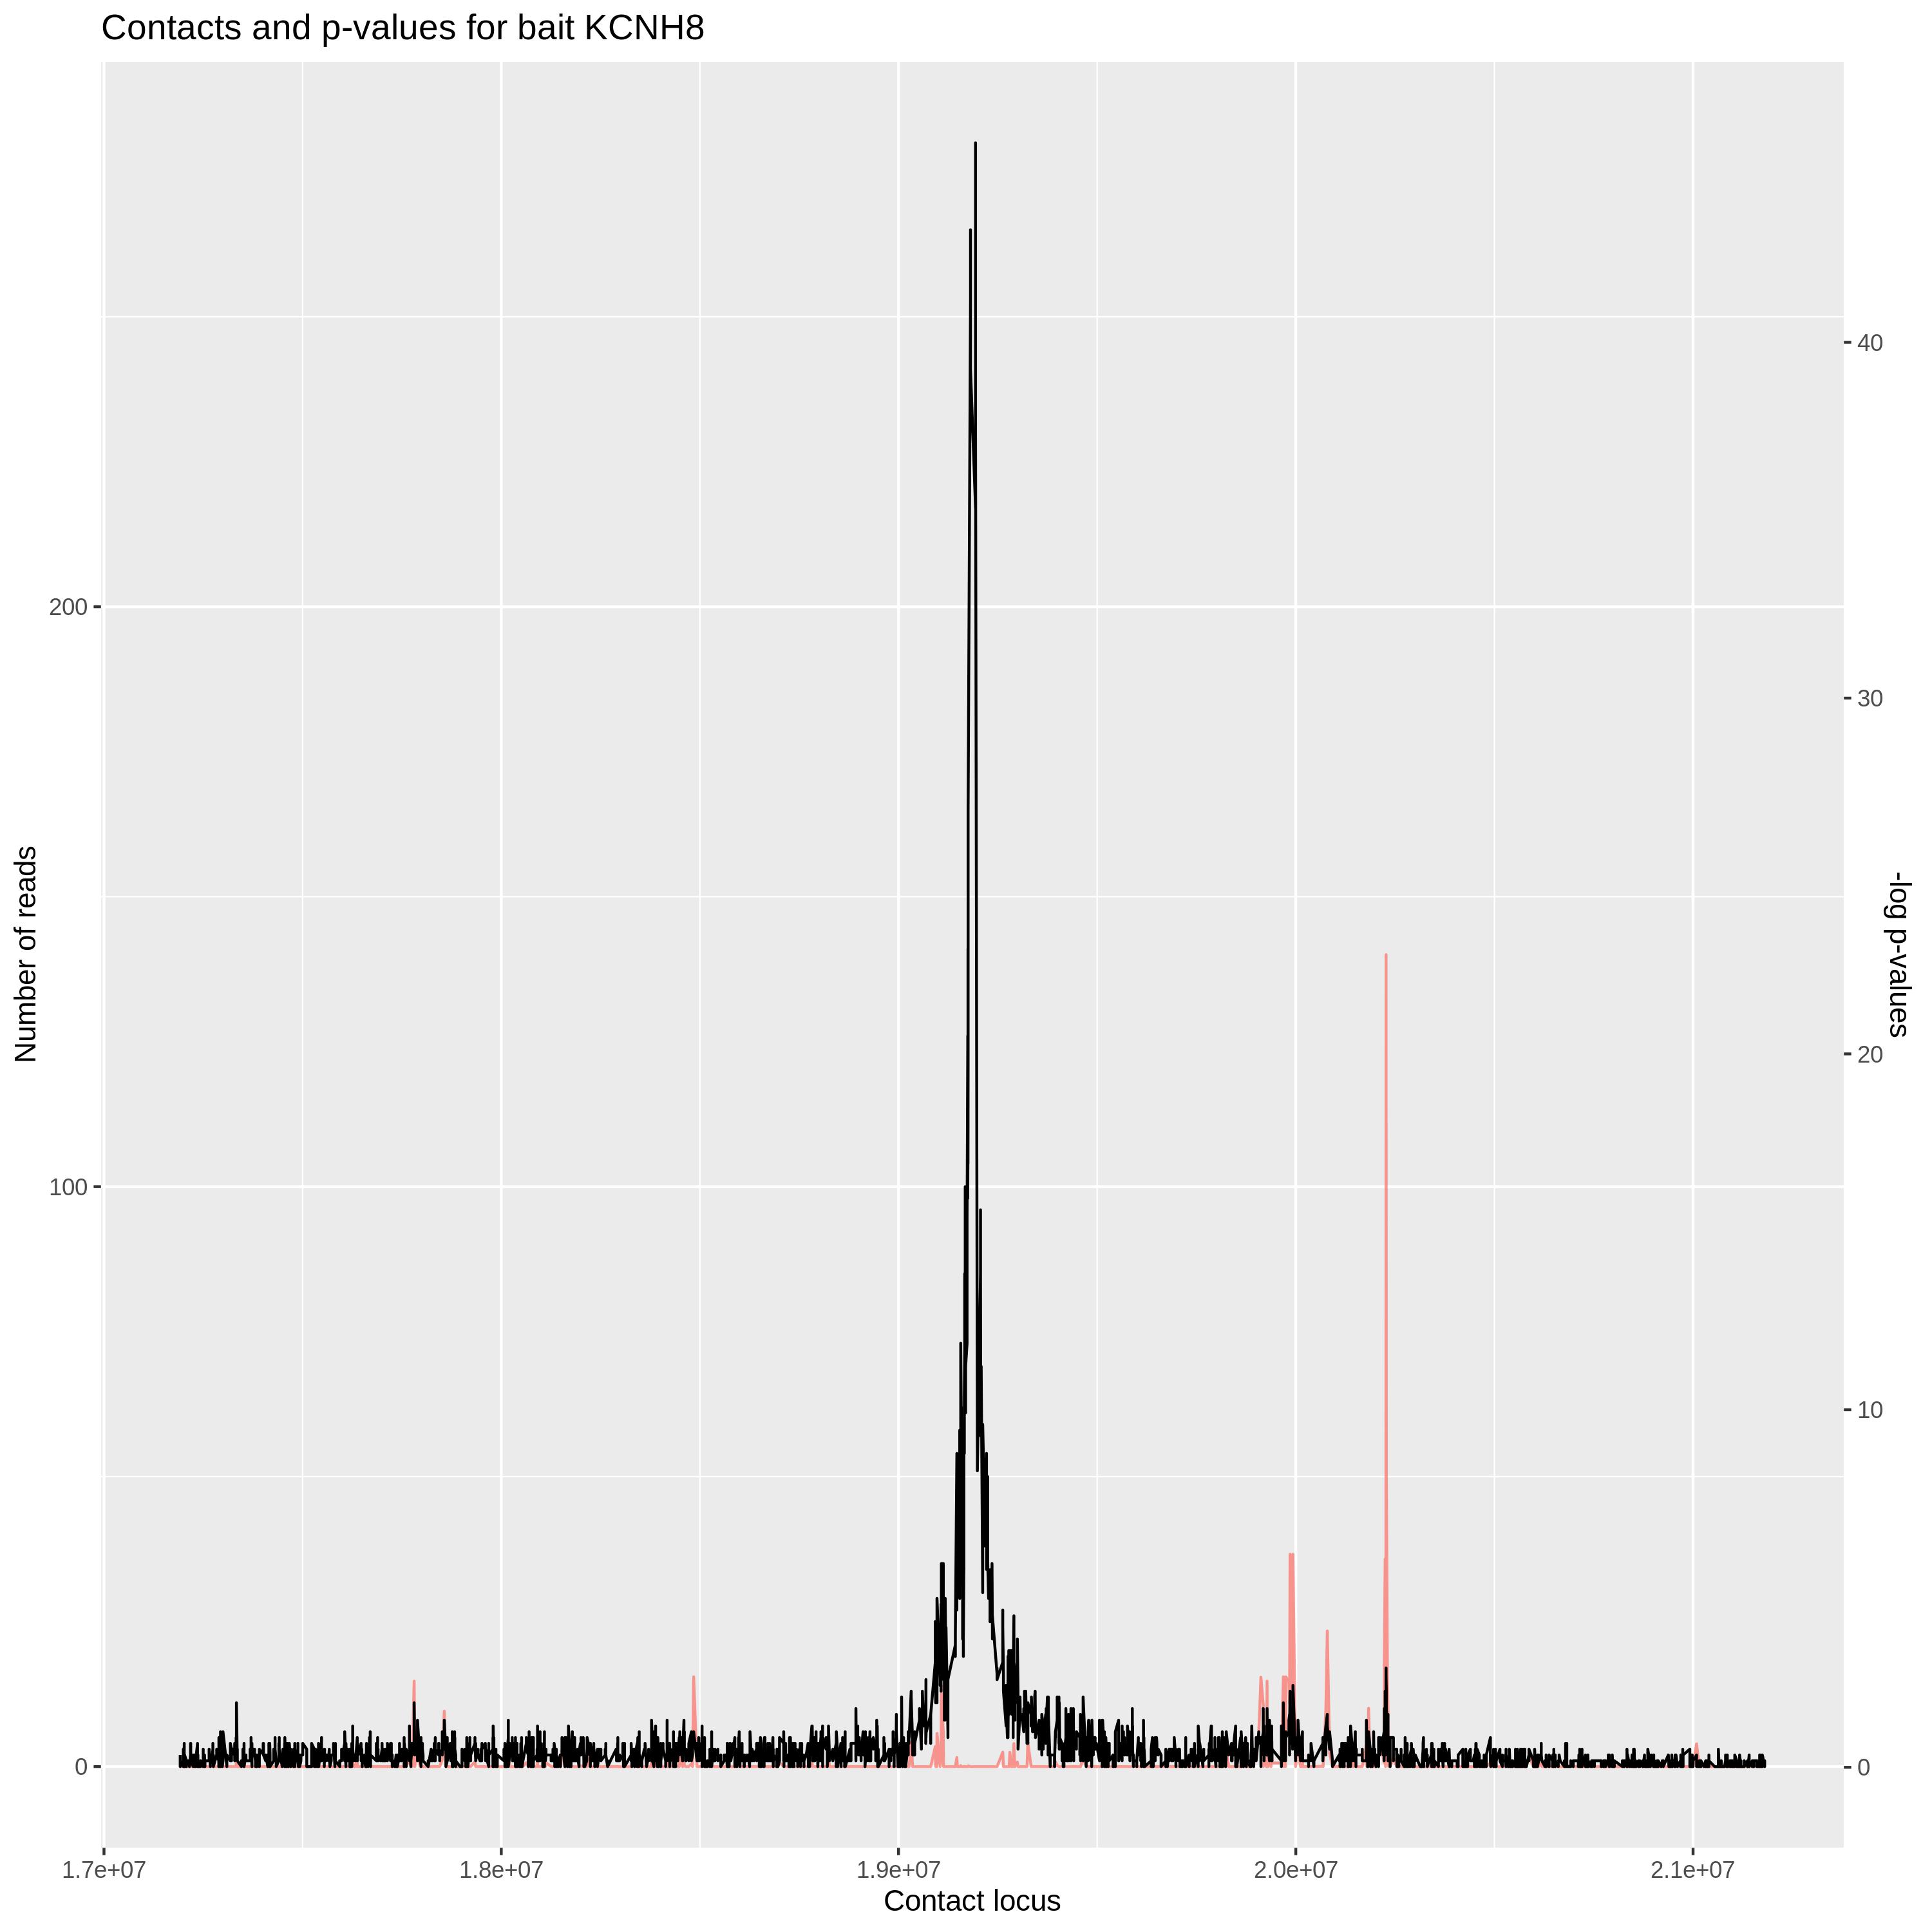 Contacts and p-values for bait KCNH8
Number of reads
200
100
0
40
30
20
10
0
-log p-values
1.7e+07
1.8e+07
1.9e+07
2.0e+07
2.1e+07
Contact locus